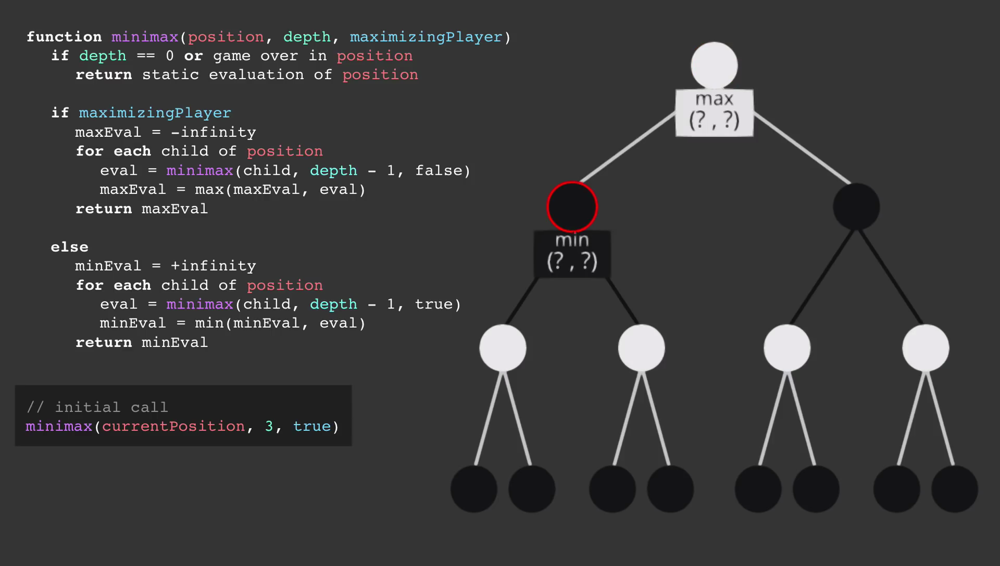 function minimax(position, depth, maximizingPlayer)
if depth == 0 or game over in position
return static evaluation of position
if maximizingPlayer
maxEval = -infinity
for each child of position
eval = minimax(child, depth - 1, false)
maxEval = max(maxEval, eval)
return maxEval
else
minEval = +infinity
for each child of position
eval = minimax(child, depth - 1, true)
minEval = min(minEval, eval)
return minEval
// initial call
minimax(currentPosition, 3, true)
max
(? , ?)
min
(? , ?)